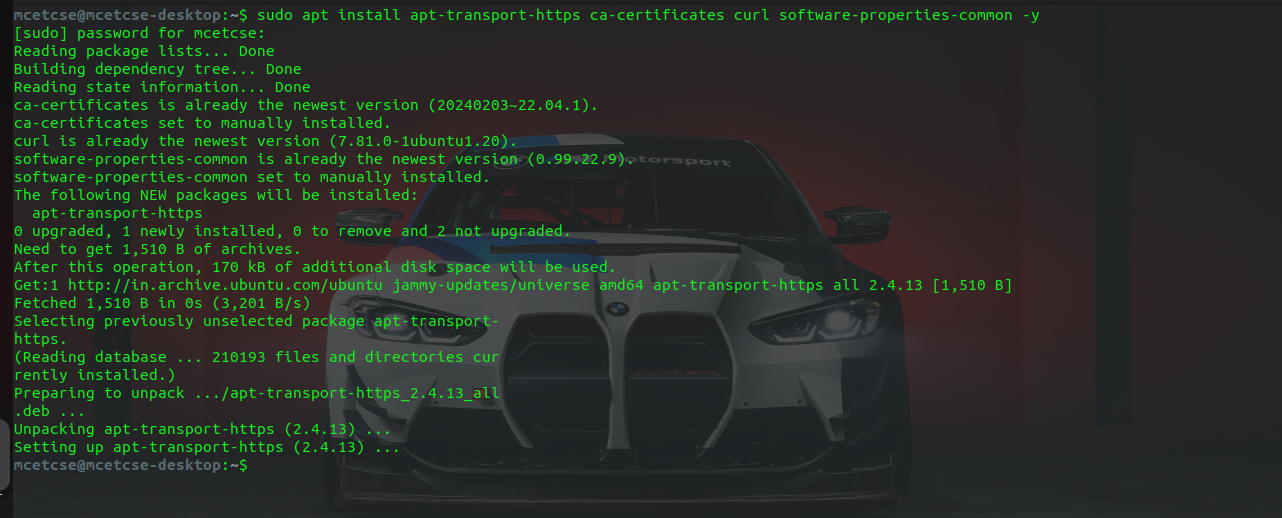 mcetcse@mcetcse-desktop:~$ sudo apt install apt-transport-https ca-certificates curl software-properties-common -y
[sudo] password for mcetcse:
Reading package lists... Done
Building dependency tree... Done
Reading state information... Done
ca-certificates is already the newest version (20240203~22.04.1).
ca-certificates set to manually installed.
curl is already the newest version (7.81.0-1ubuntu1.20).
software-properties-common is already the newest version (0.99.22.9).
Motorsport
software-properties-common set to manually installed.
The following NEW packages will be installed:
  apt-transport-https
0 upgraded, 1 newly installed, 0 to remove and 2 not upgraded.
Need to get 1,510 B of archives.
After this operation, 170 kB of additional disk space will be used.
Get:1 http://in.archive.ubuntu.com/ubuntu jammy-updates/universe amd64 apt-transport-https all 2.4.13 [1,510 B]
Fetched 1,510 B in 0s (3,201 B/s)
Selecting previously unselected package apt-transport-
https.
(Reading database ... 210193 files and directories cur
rently installed.)
Preparing to unpack .../apt-transport-https_2.4.13_all
.deb ...
Unpacking apt-transport-https (2.4.13) ...
Setting up apt-transport-https (2.4.13) ...
mcetcse@mcetcse-desktop:~$